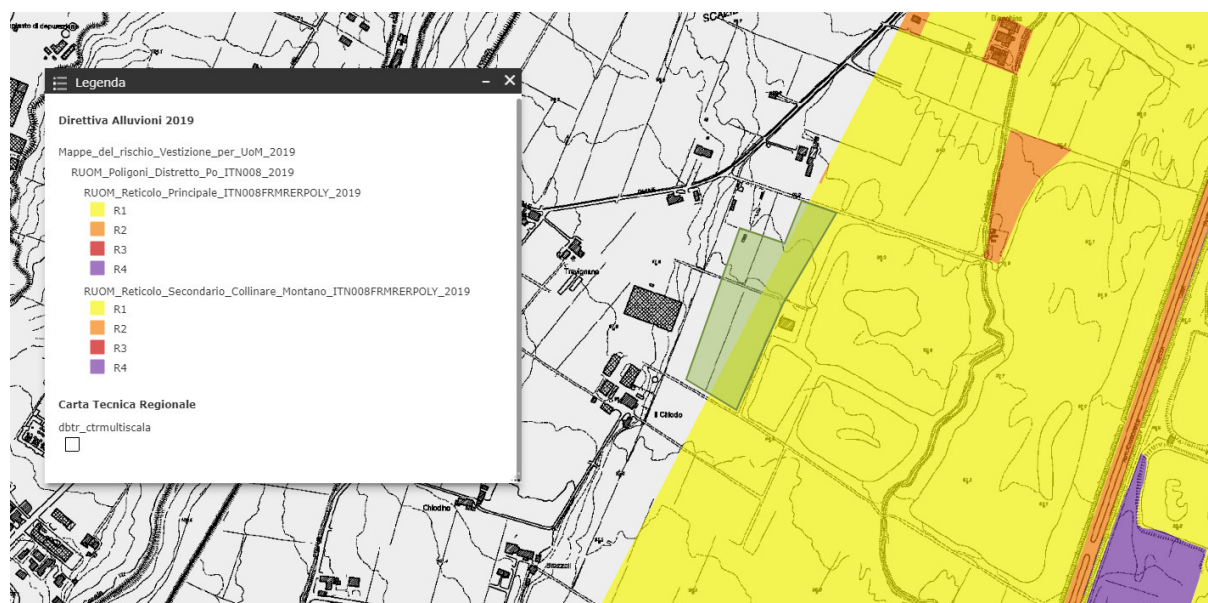 Legenda
Direttiva Alluvioni 2019
Mappe_del_rischio_Vestizione_per_UoM_2019
RUOM_Poligoni_Distretto_Po_ITN008_2019
RUOM_Reticolo_Principale_ITN008FRMRERPOLY_2019
R1
R2
R3
R4
RUOM_Reticolo_Secondario_Collinare_Montano_ITN008FRMRERPOLY_2019
R1
R2
R3
R4
Carta Tecnica Regionale
dbtr_ctrmultiscala
Travignano
Il Chiodo
Chiodino